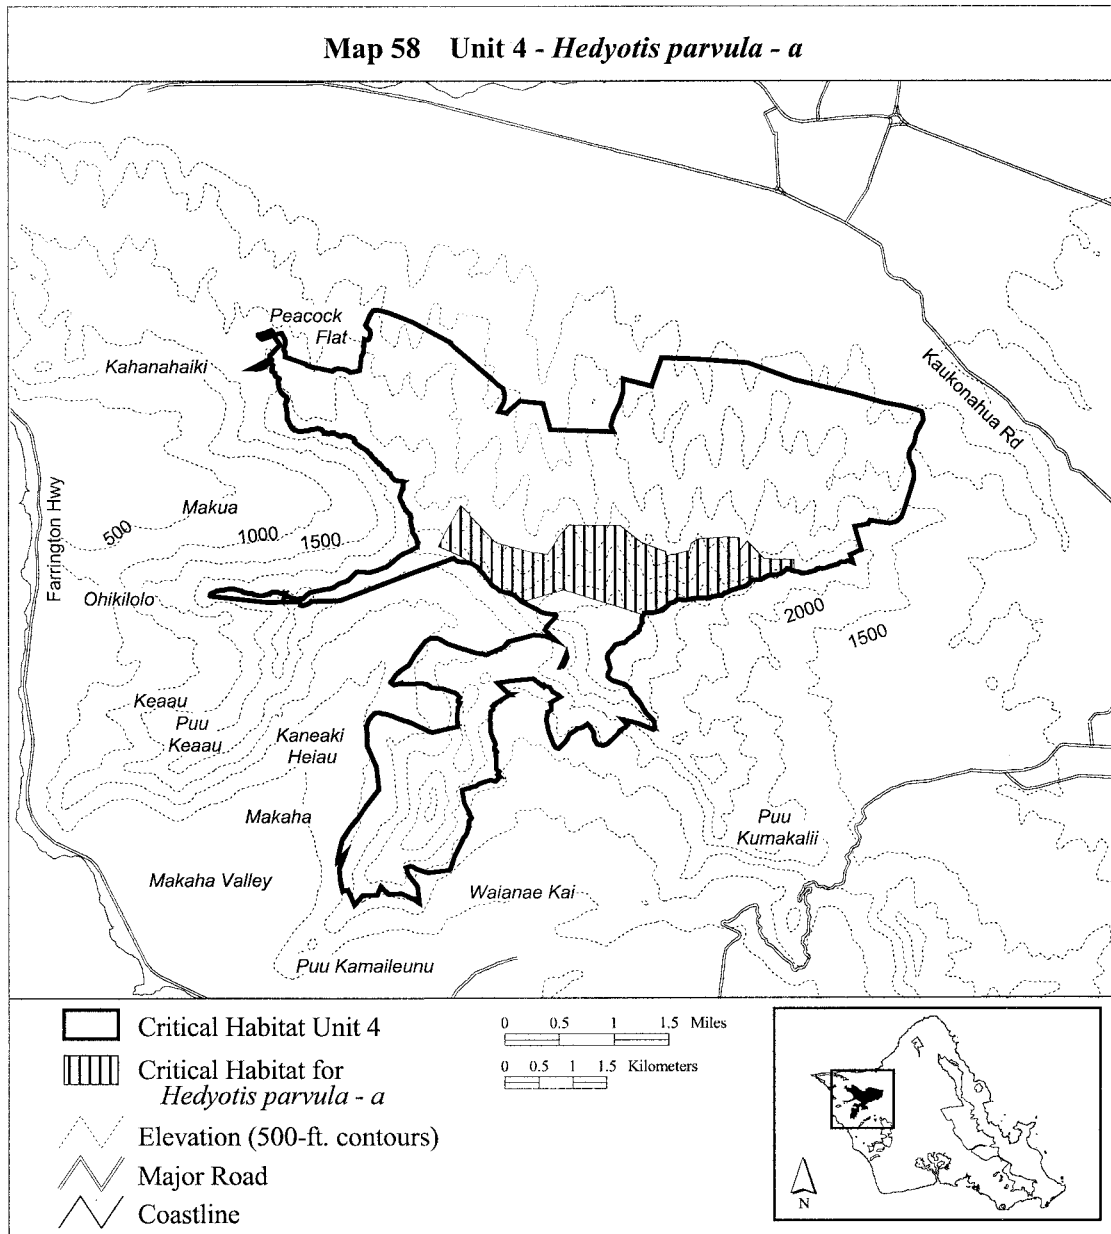 Map 58 Unit 4 - Hedyotis parvula - a
Peacock
Flat
Kahanahaiki
Kaukonahua Rd
Farrington Hwy
Makua
500
1000
1500
Ohikilolo
2000
1500
Keaau
Puu
Keaau
Kaneaki
Heiau
Makaha
Puu
Kumakalii
Makaha Valley
Waianae Kai
Puu Kamaileunu
Critical Habitat Unit 4
Critical Habitat for
Hedyotis parvula - a
Elevation (500-ft. contours)
Major Road
Coastline
0 0.5 1 1.5 Miles
0 0.5 1 1.5 Kilometers
N